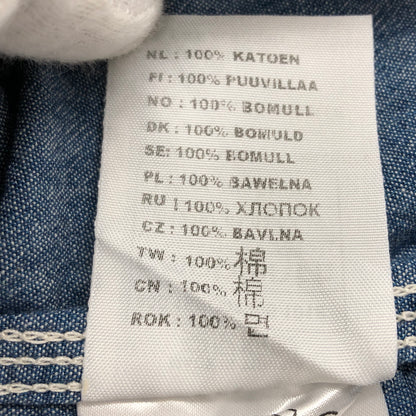 NL : 100% KATOEN
FI : 100% PUUVILLAA
NO : 100% BOMULL
DK : 100% BOMULD
SE: 100% BOMULL
PL : 100% BAWELNA
RU : 100% ХЛОПОК
CZ : 100% BAVLNA
TW : 100% 棉
CN : 100% 棉
ROK : 100% 면